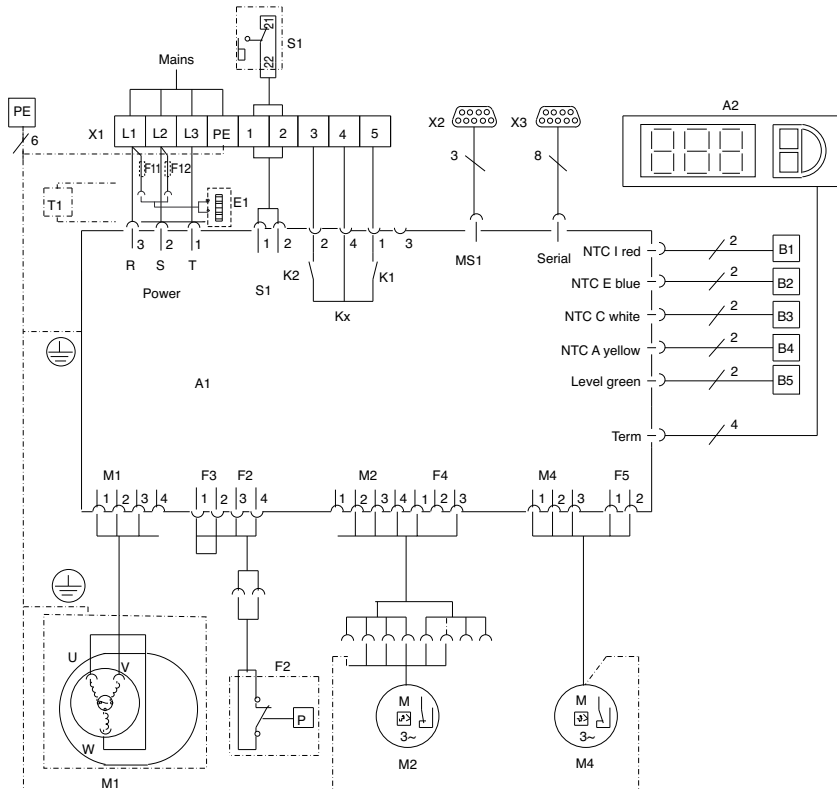 21
22
S1
Mains
PE
6
X1 L1 L2 L3 PE 1 2 3 4 5
X2
X3
A2
3
8
F11 F12
T1
E1
3 2 1
1 2
2 4 1 3
R S T
Power
S1
K2
K1
Kx
MS1
Serial
NTC I red 2 B1
NTC E blue 2 B2
NTC C white 2 B3
NTC A yellow 2 B4
Level green 2 B5
Term 4
A1
M1
F3 F2
M2 F4
M4 F5
1 2 3 4
1 2 3 4
1 2 3 4 1 2 3
1 2 3 1 2
U V
W
M1
F2
P
M
3~
M2
M
3~
M4